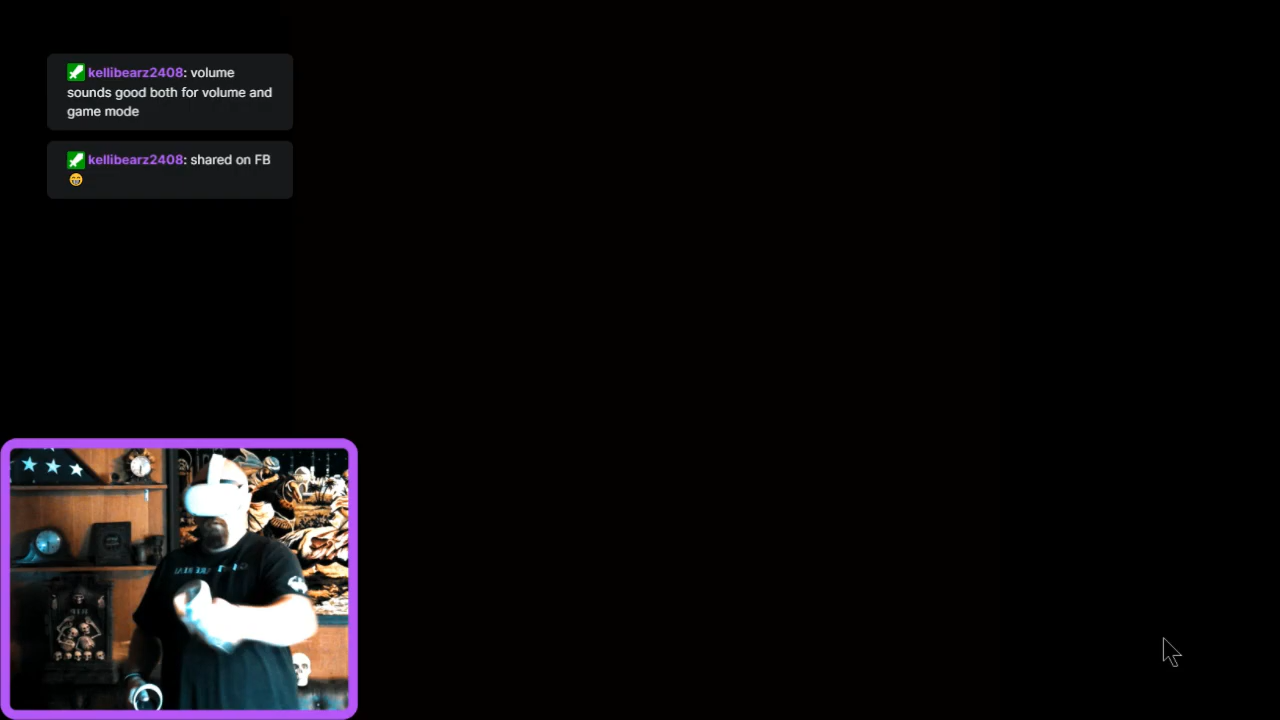 kellibearz2408: volume
sounds good both for volume and
game mode
kellibearz2408: shared on FB
😁